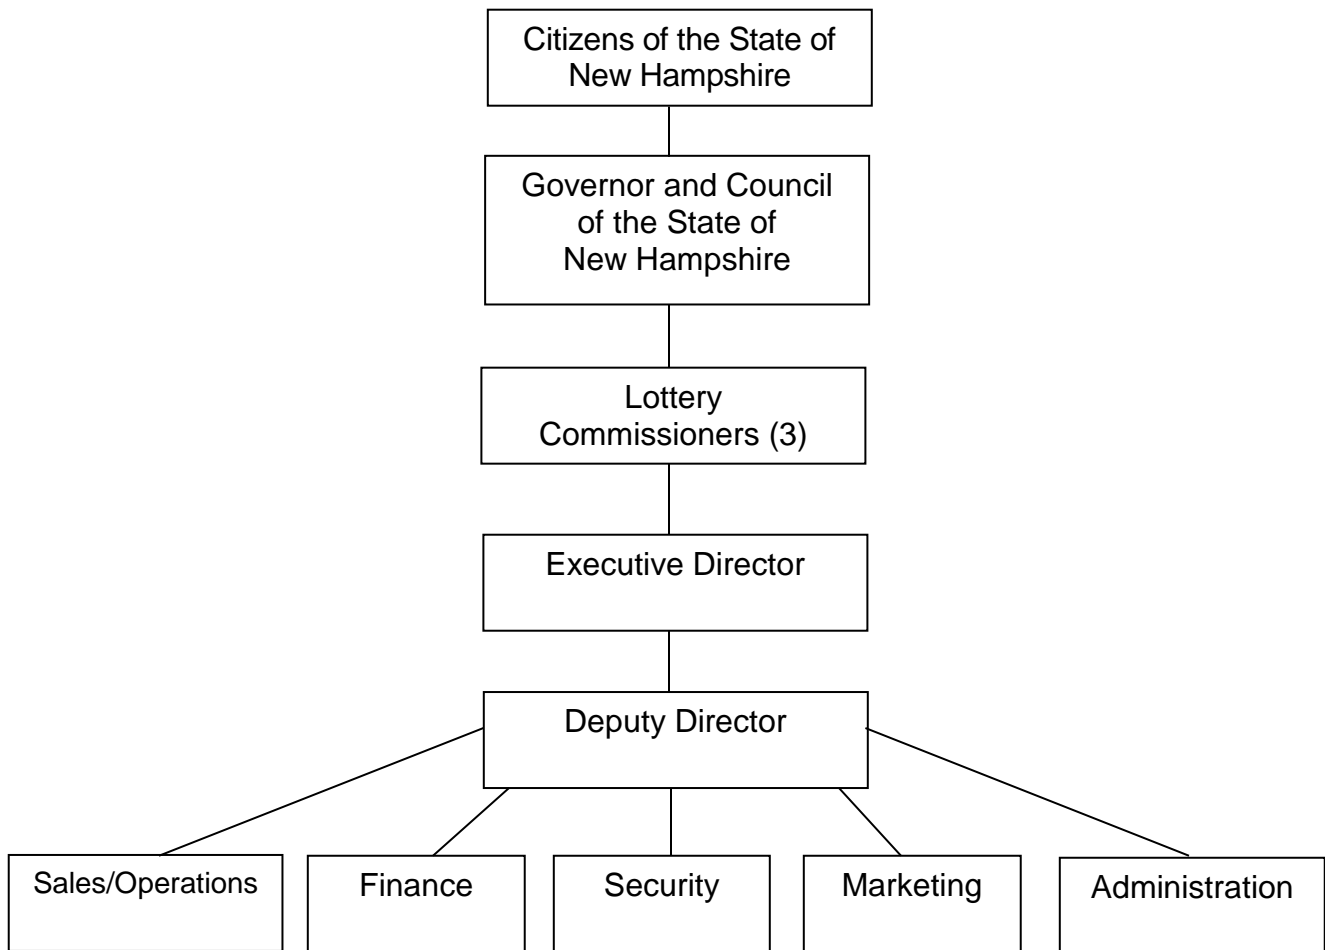 Citizens of the State of
New Hampshire
Governor and Council
of the State of
New Hampshire
Lottery
Commissioners (3)
Executive Director
Deputy Director
Sales/Operations
Finance
Security
Marketing
Administration